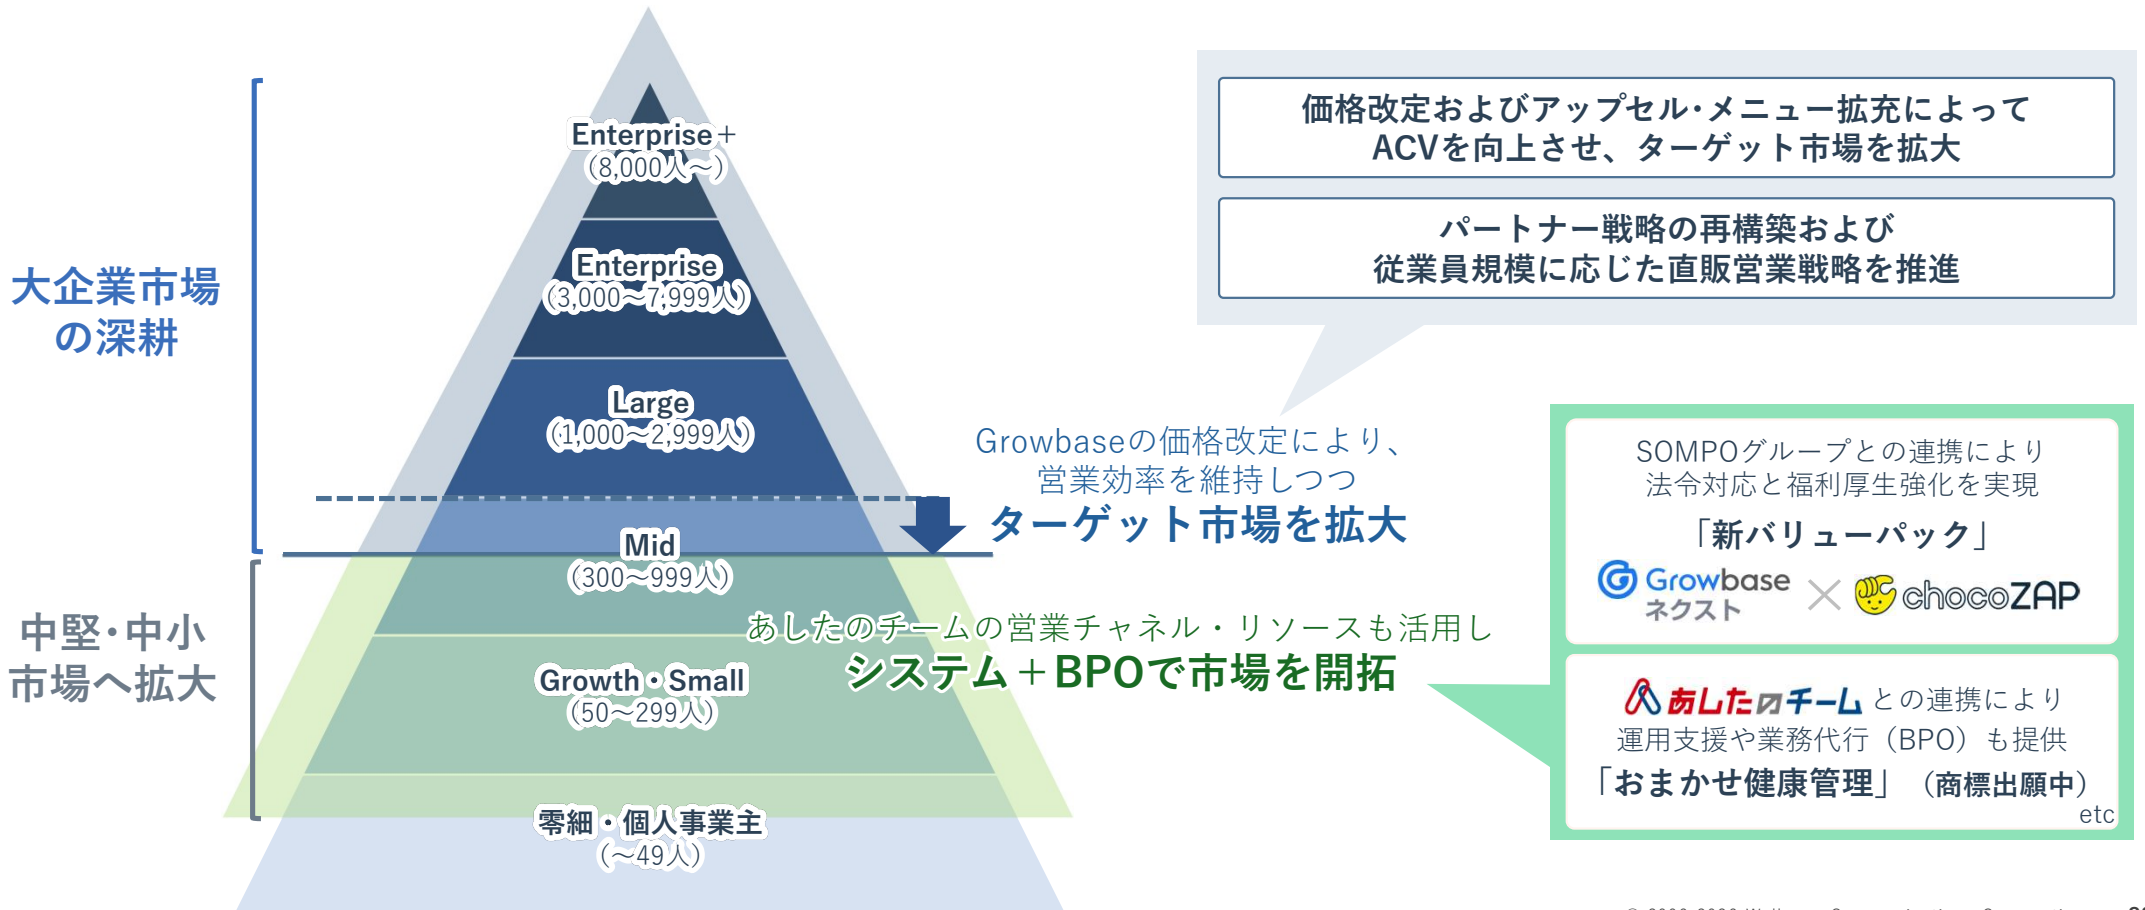 大企業市場
の深耕
中堅･中小
市場へ拡大
Enterprise＋
（8,000人～）
Enterprise
（3,000～7,999人）
Large
（1,000～2,999人）
Mid
（300～999人）
Growth・Small
（50～299人）
零細・個人事業主
（～49人）
価格改定およびアップセル･メニュー拡充によって
ACVを向上させ、ターゲット市場を拡大
パートナー戦略の再構築および
従業員規模に応じた直販営業戦略を推進
Growbaseの価格改定により、
営業効率を維持しつつ
ターゲット市場を拡大
あしたのチームの営業チャネル・リソースも活用し
システム＋BPOで市場を開拓
SOMPOグループとの連携により
法令対応と福利厚生強化を実現
「新バリューパック」
Growbase
ネクスト
× chocoZAP
あしたのチーム との連携により
運用支援や業務代行（BPO）も提供
「おまかせ健康管理」（商標出願中）
etc